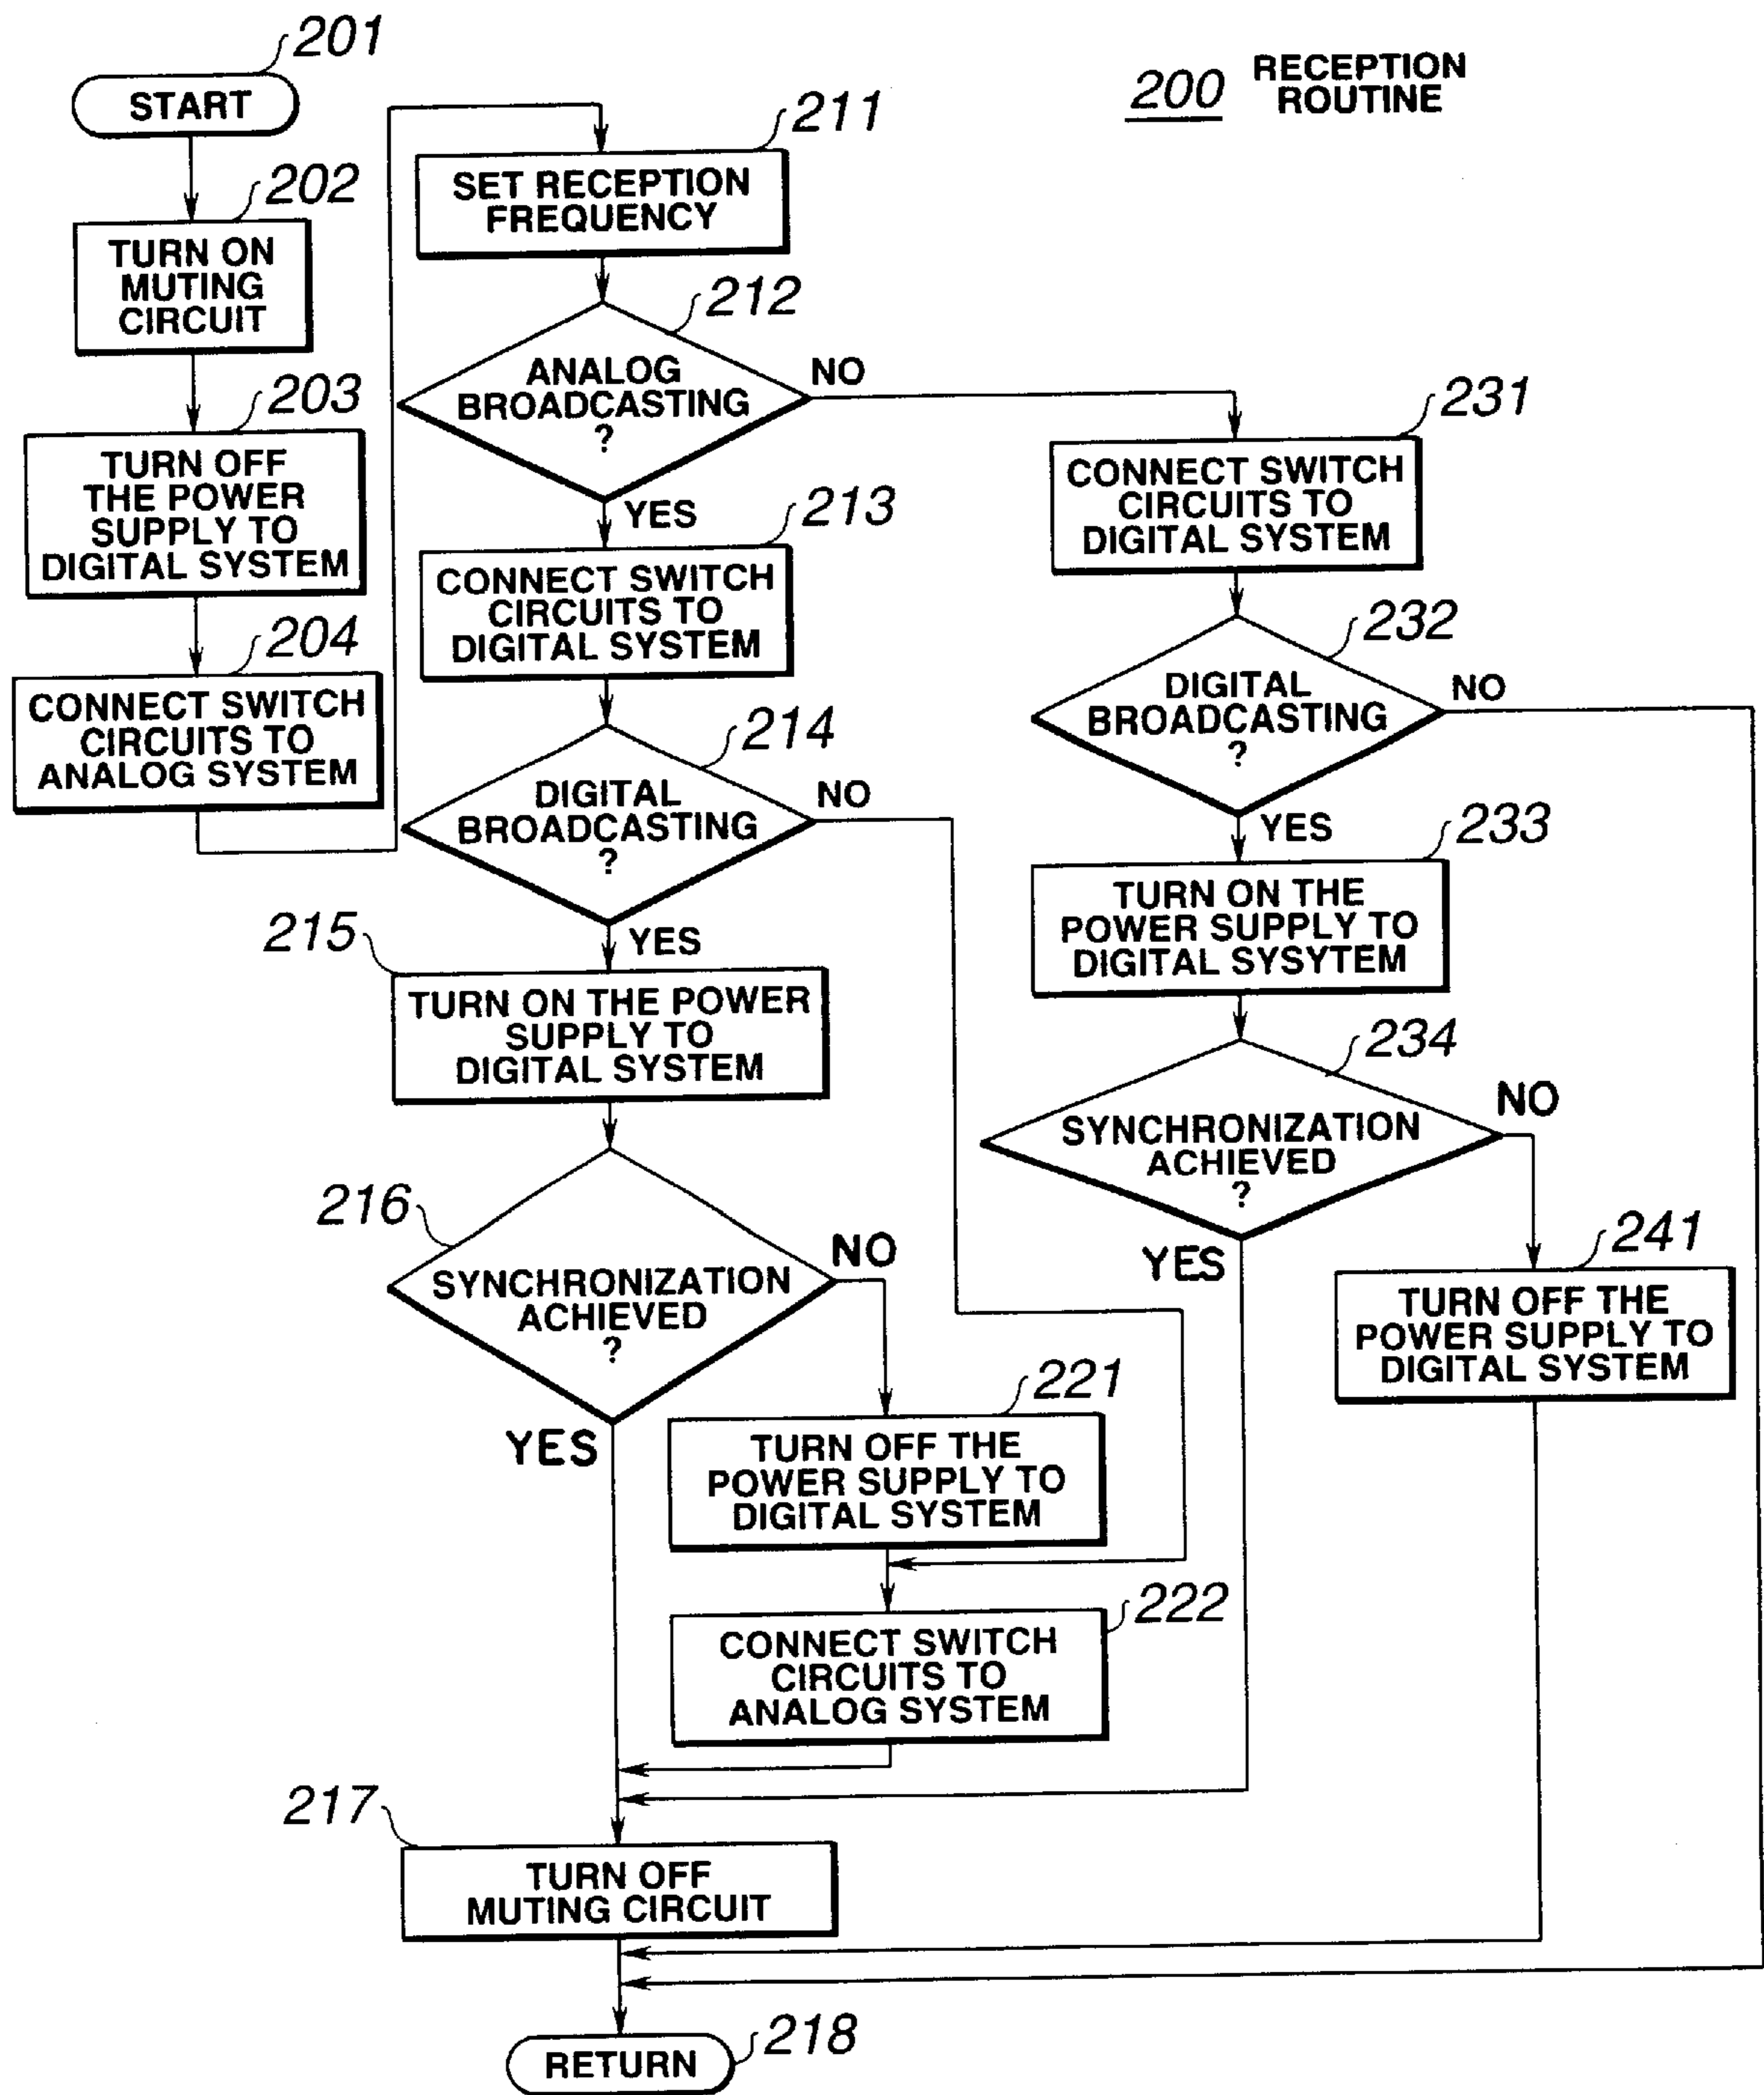 200 RECEPTION
ROUTINE
201
START
202
TURN ON
MUTING
CIRCUIT
203
TURN OFF
THE POWER
SUPPLY TO
DIGITAL SYSTEM
204
CONNECT SWITCH
CIRCUITS TO
ANALOG SYSTEM
211
SET RECEPTION
FREQUENCY
212
ANALOG
BROADCASTING
?
NO
YES
213
CONNECT SWITCH
CIRCUITS TO
DIGITAL SYSTEM
214
DIGITAL
BROADCASTING
?
NO
YES
215
TURN ON THE POWER
SUPPLY TO
DIGITAL SYSTEM
216
SYNCHRONIZATION
ACHIEVED
?
NO
YES
221
TURN OFF THE
POWER SUPPLY TO
DIGITAL SYSTEM
222
CONNECT SWITCH
CIRCUITS TO
ANALOG SYSTEM
217
TURN OFF
MUTING CIRCUIT
RETURN
218
231
CONNECT SWITCH
CIRCUITS TO
DIGITAL SYSTEM
232
DIGITAL
BROADCASTING
?
NO
YES
233
TURN ON THE
POWER SUPPLY TO
DIGITAL SYSYTEM
234
SYNCHRONIZATION
ACHIEVED
?
NO
YES
241
TURN OFF THE
POWER SUPPLY TO
DIGITAL SYSTEM